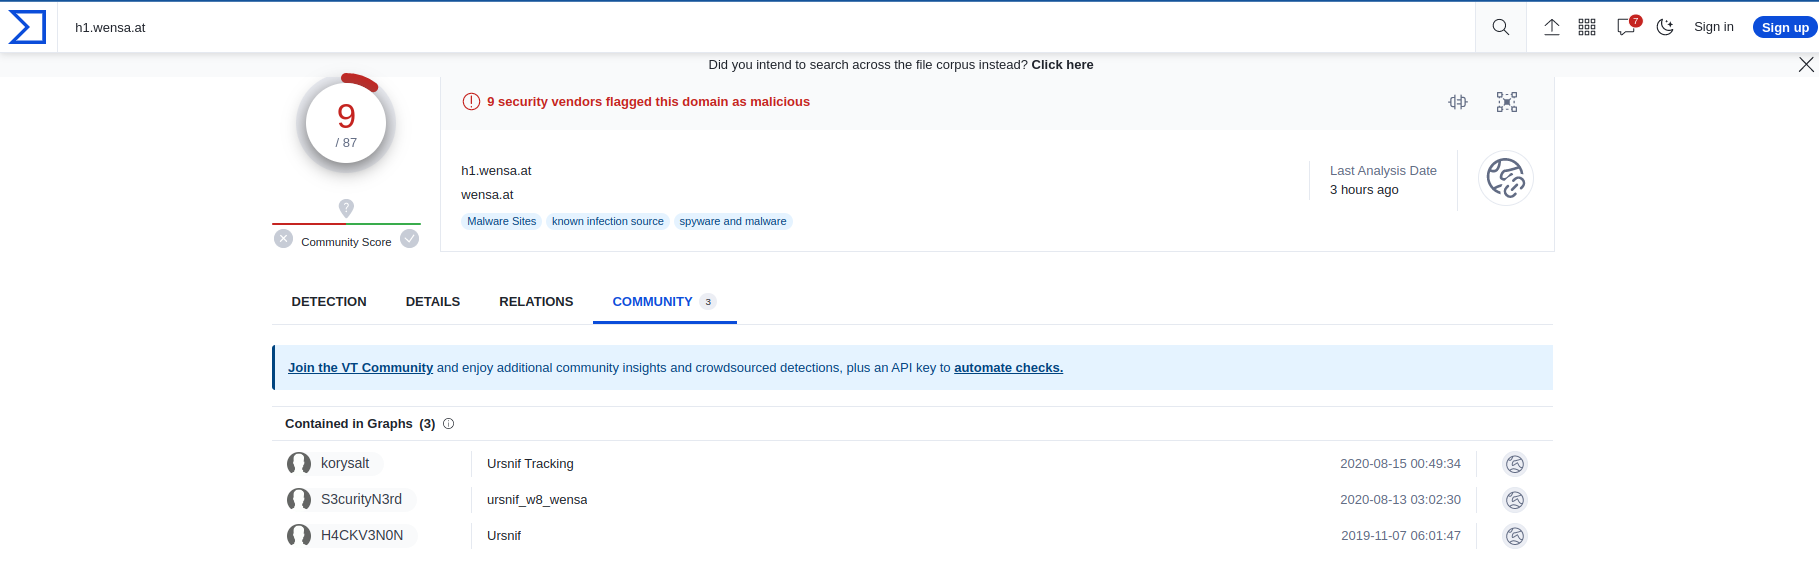 h1.wensa.at
7
Sign in
Sign up
Did you intend to search across the file corpus instead? Click here
9
/ 87
9 security vendors flagged this domain as malicious
h1.wensa.at
wensa.at
Malware Sites known infection source spyware and malware
Last Analysis Date
3 hours ago
?
Community Score
DETECTION DETAILS RELATIONS COMMUNITY 3
Join the VT Community and enjoy additional community insights and crowdsourced detections, plus an API key to automate checks.
Contained in Graphs (3)
korysalt Ursnif Tracking 2020-08-15 00:49:34
S3curityN3rd ursnif_w8_wensa 2020-08-13 03:02:30
H4CKV3N0N Ursnif 2019-11-07 06:01:47